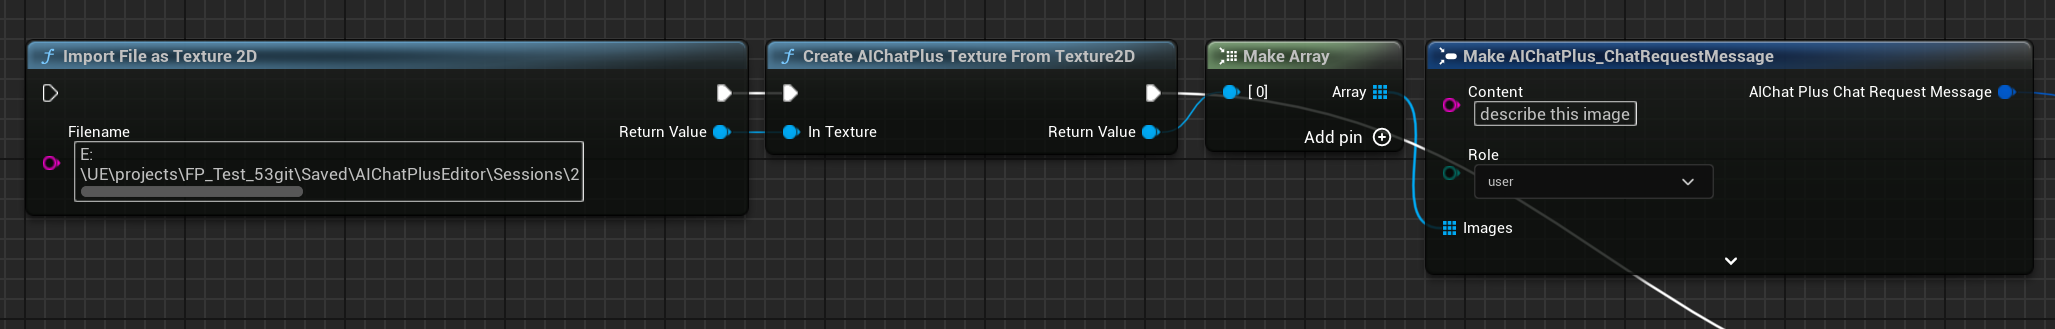 Import File as Texture 2D
Filename
E:
\UE\projects\FP_Test_53git\Saved\AIChatPlusEditor\Sessions\2
Return Value
Create AIChatPlus Texture From Texture2D
In Texture
Return Value
Make Array
[ 0]
Array
Add pin
Make AIChatPlus_ChatRequestMessage
Content
describe this image
AIChat Plus Chat Request Message
Role
user
Images